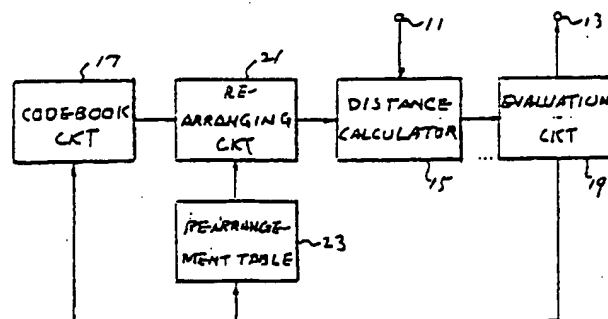 11
13
17
21
CODEBOOK
CKT
RE-
ARRANGING
CKT
DISTANCE
CALCULATOR
EVALUATION
CKT
15
...
19
REARRANGE-
MENT TABLE
23